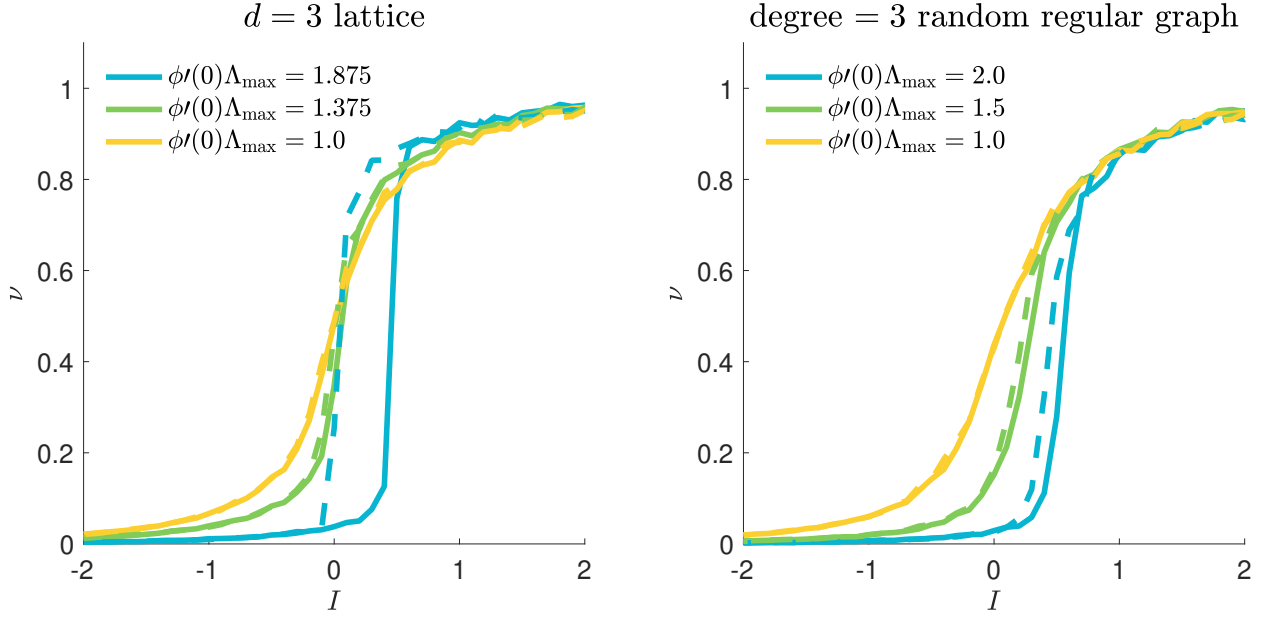 d = 3 lattice
ϕ′(0)Λmax = 1.875
ϕ′(0)Λmax = 1.375
ϕ′(0)Λmax = 1.0
1
0.8
0.6
0.4
0.2
0
ν
-2
-1
0
1
2
I
degree = 3 random regular graph
ϕ′(0)Λmax = 2.0
ϕ′(0)Λmax = 1.5
ϕ′(0)Λmax = 1.0
1
0.8
0.6
0.4
0.2
0
ν
-2
-1
0
1
2
I